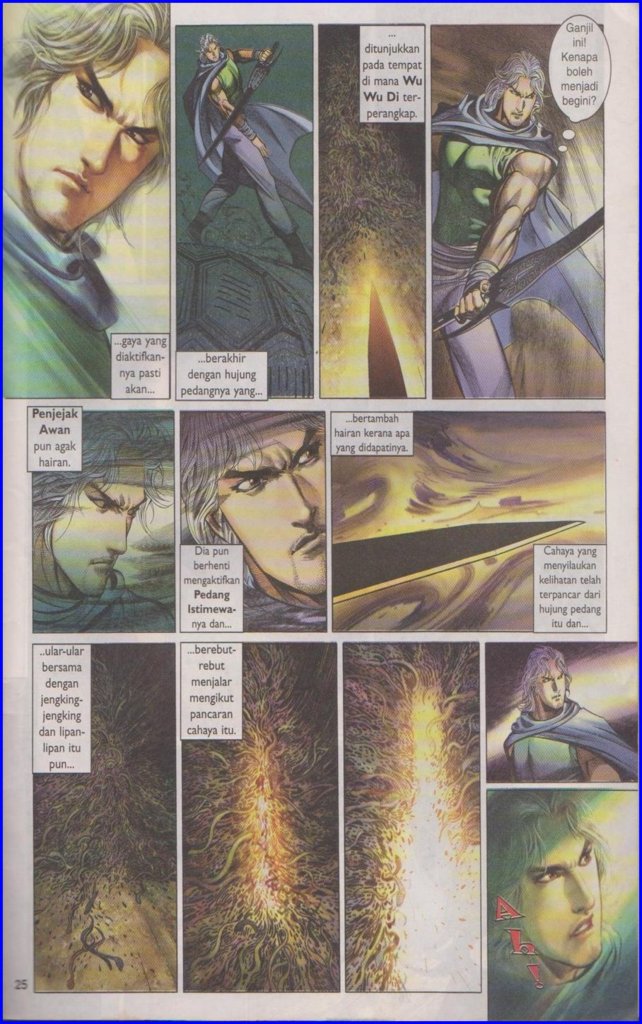 ...gaya yang
diaktifkan-
nya pasti
akan...
...berakhir
dengan hujung
pedangnya yang...
...
ditunjukkan
pada tempat
di mana Wu
Wu Di ter-
perangkap.
Ganjil
ini!
Kenapa
boleh
menjadi
begini?
Penjejak
Awan
pun agak
hairan.
Dia pun
berhenti
mengaktifkan
Pedang
Istimewa-
nya dan...
...bertambah
hairan kerana apa
yang didapatinya.
Cahaya yang
menyilaukan
kelihatan telah
terpancar dari
hujung pedang
itu dan...
..ular-ular
bersama
dengan
jengking-
jengking
dan lipan-
lipan itu
pun...
...berebut-
rebut
menjalar
mengikut
pancaran
cahaya itu.
Ah!
25